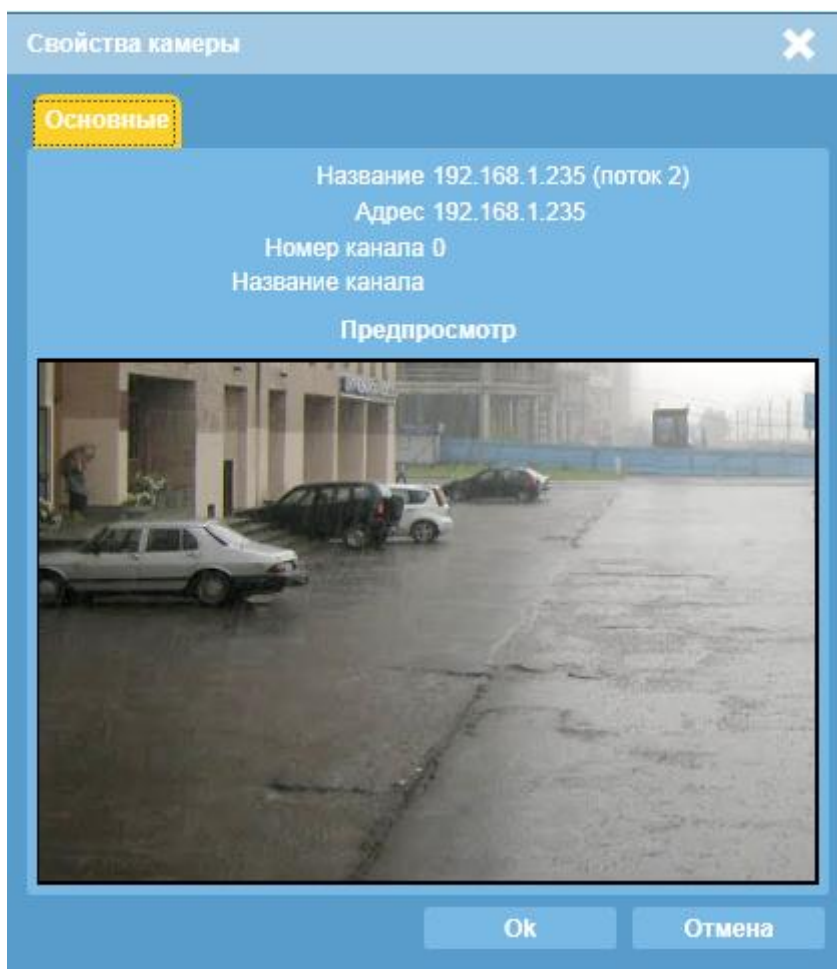 Свойства камеры
Основные
Название 192.168.1.235 (поток 2)
Адрес 192.168.1.235
Номер канала 0
Название канала
Предпросмотр
Ok
Отмена